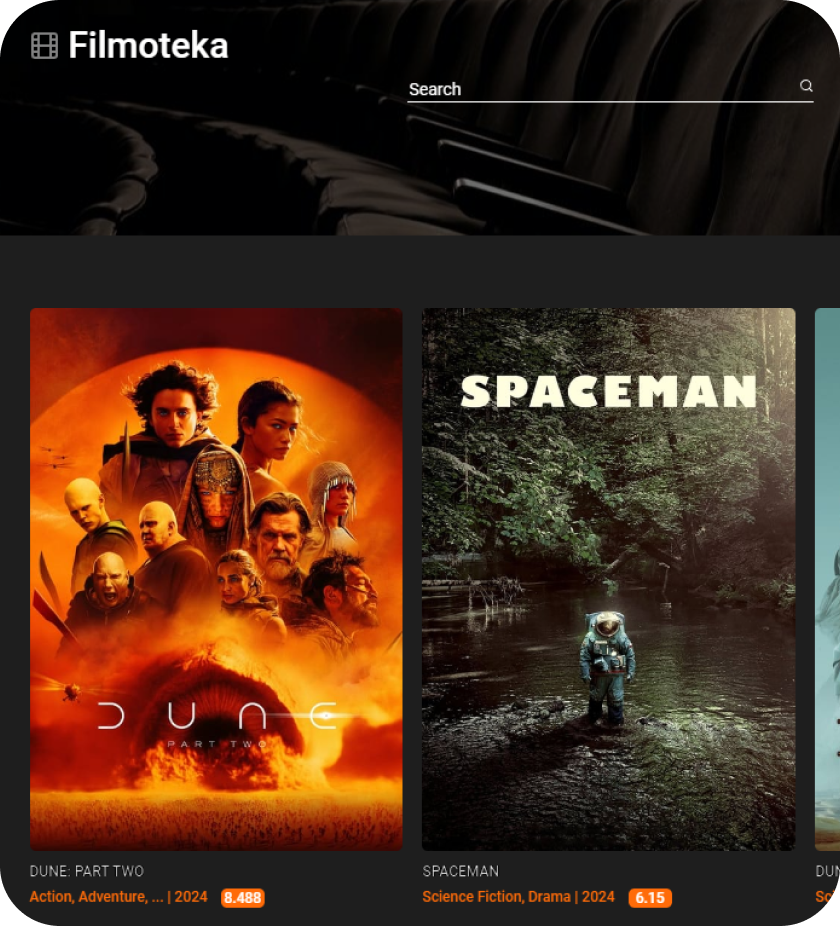 Filmoteka
Search
SPACEMAN
DUNE
PART TWO
DUNE: PART TWO
Action, Adventure, ... | 2024 8.488
SPACEMAN
Science Fiction, Drama | 2024 6.15
DUN